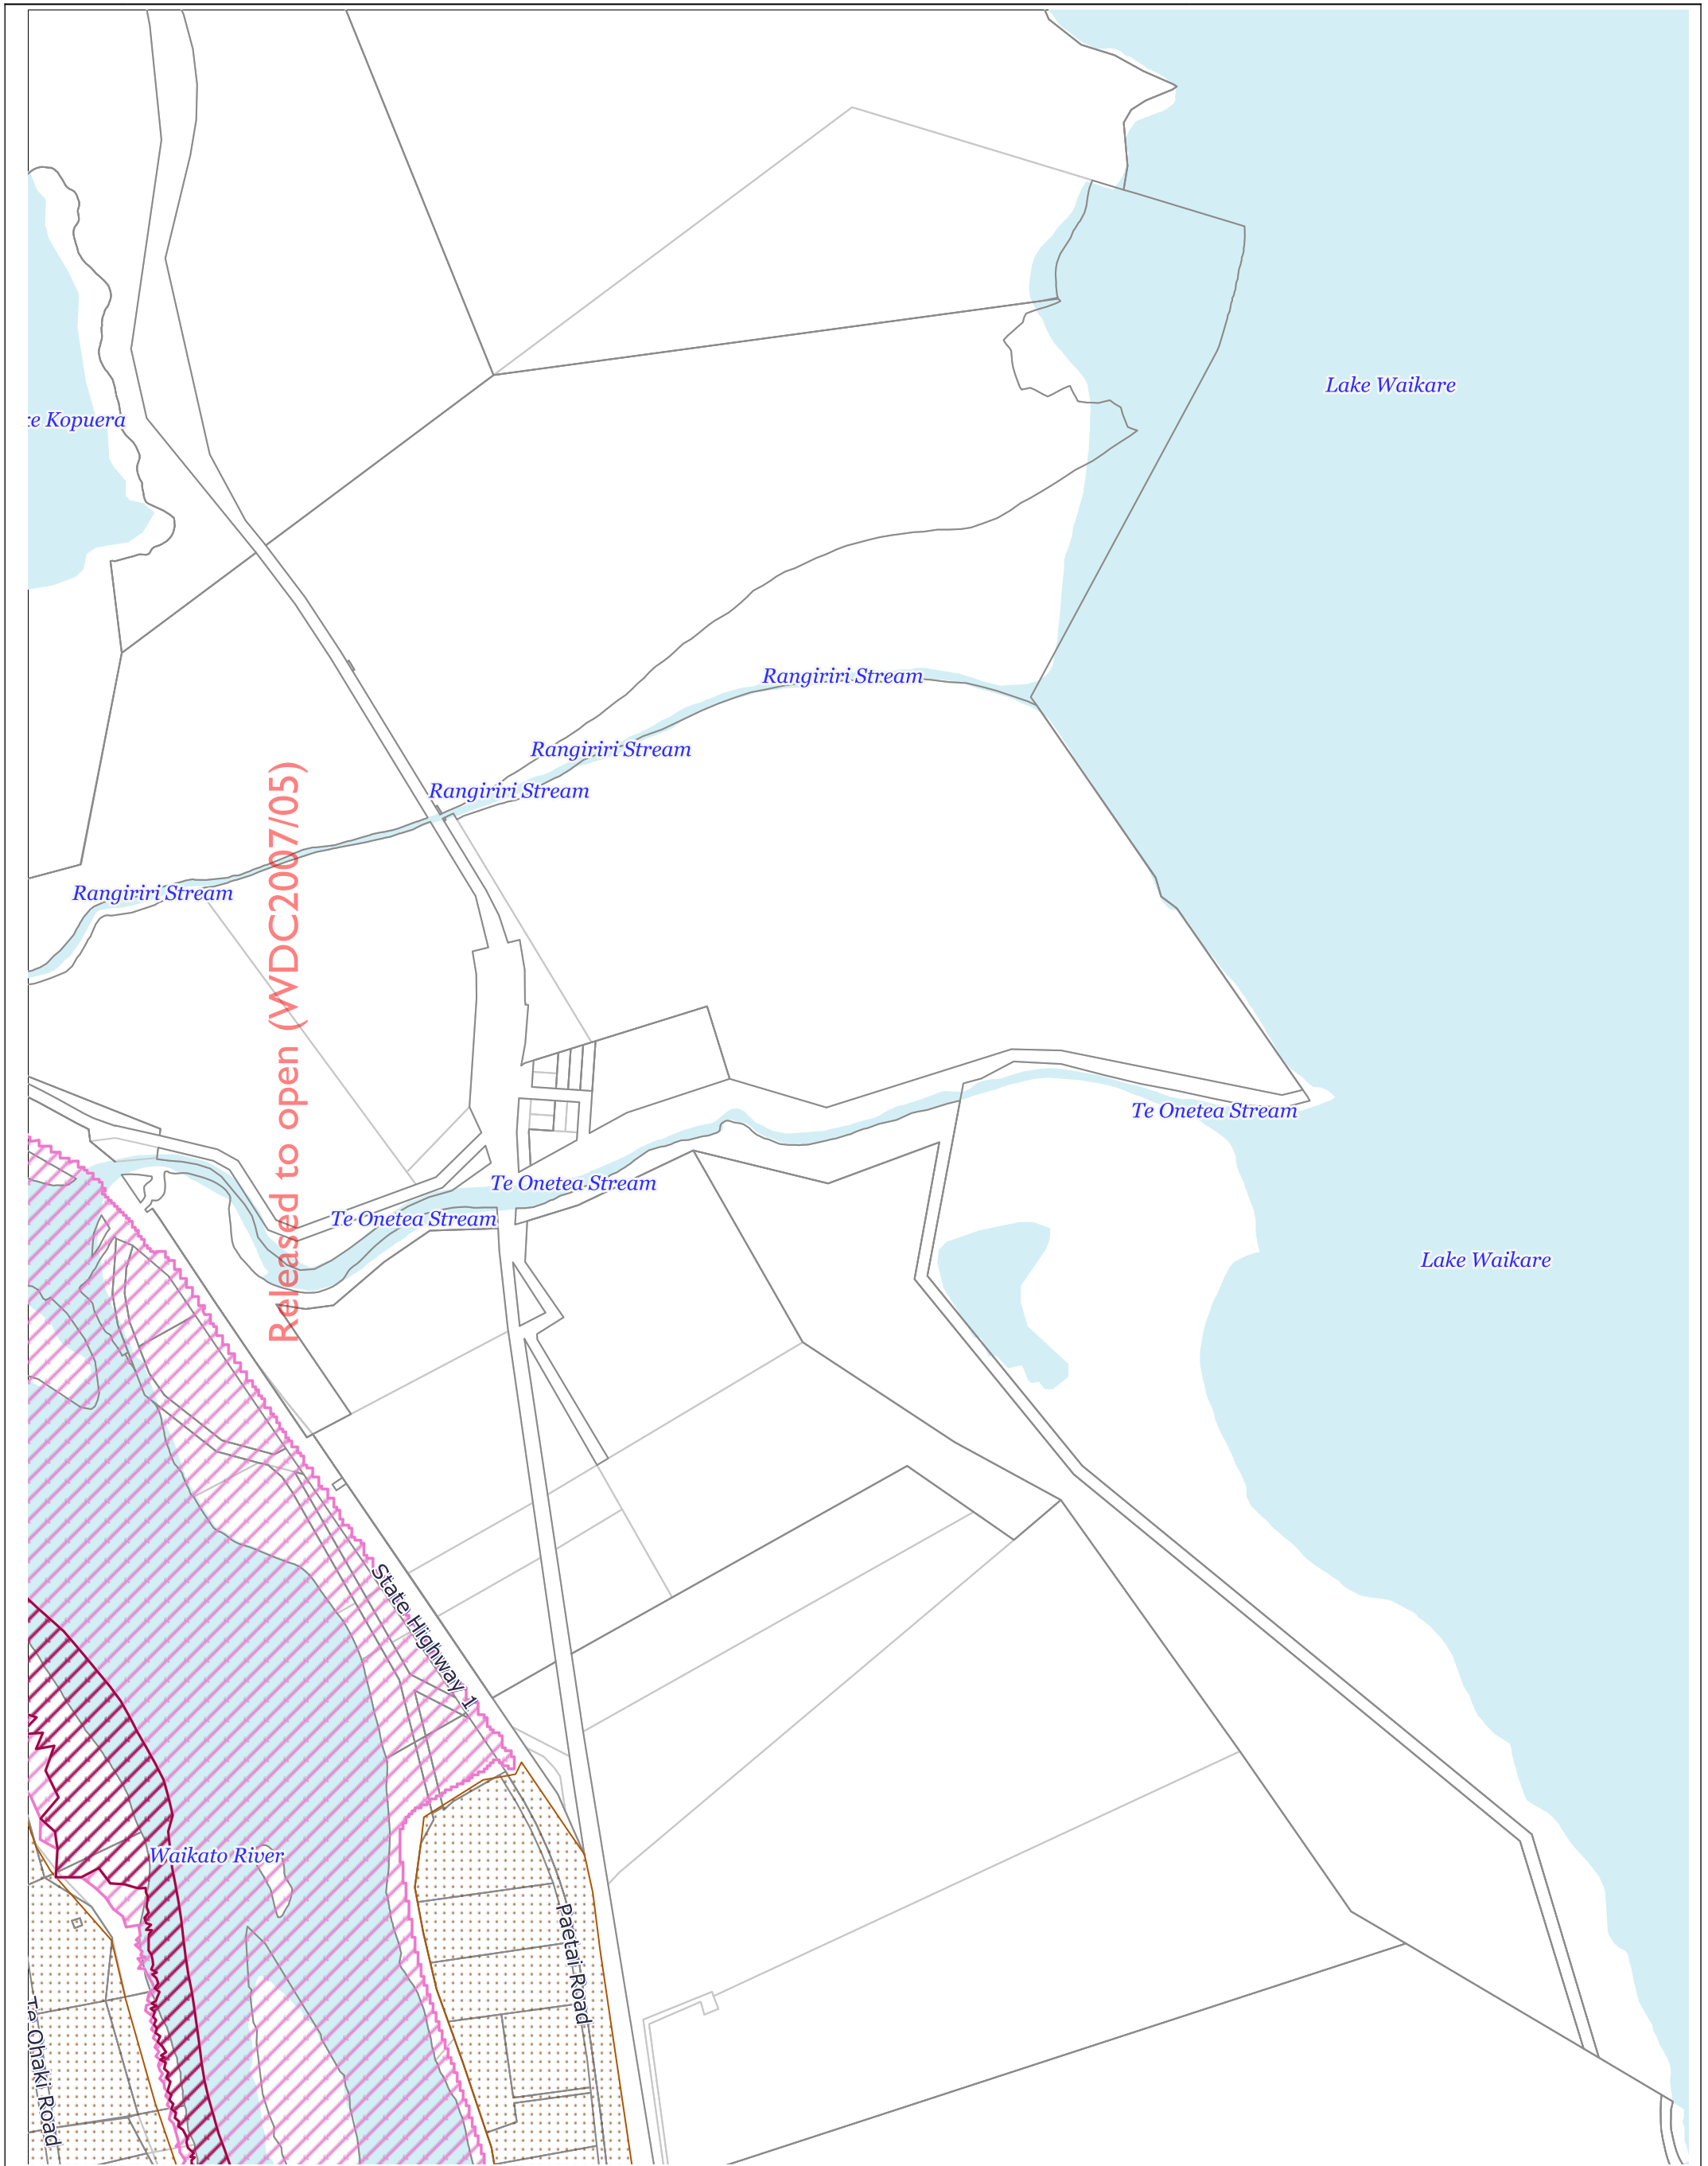 Lake Waikare
e Kopuera
Rangiriri Stream
Rangiriri Stream
Rangiriri Stream
Rangiriri Stream
Released to open (WDC2007/05)
Te Onetea Stream
Te Onetea Stream
Te Onetea Stream
Lake Waikare
State Highway 1
Waikato River
Paetai Road
Te Ohaki Road